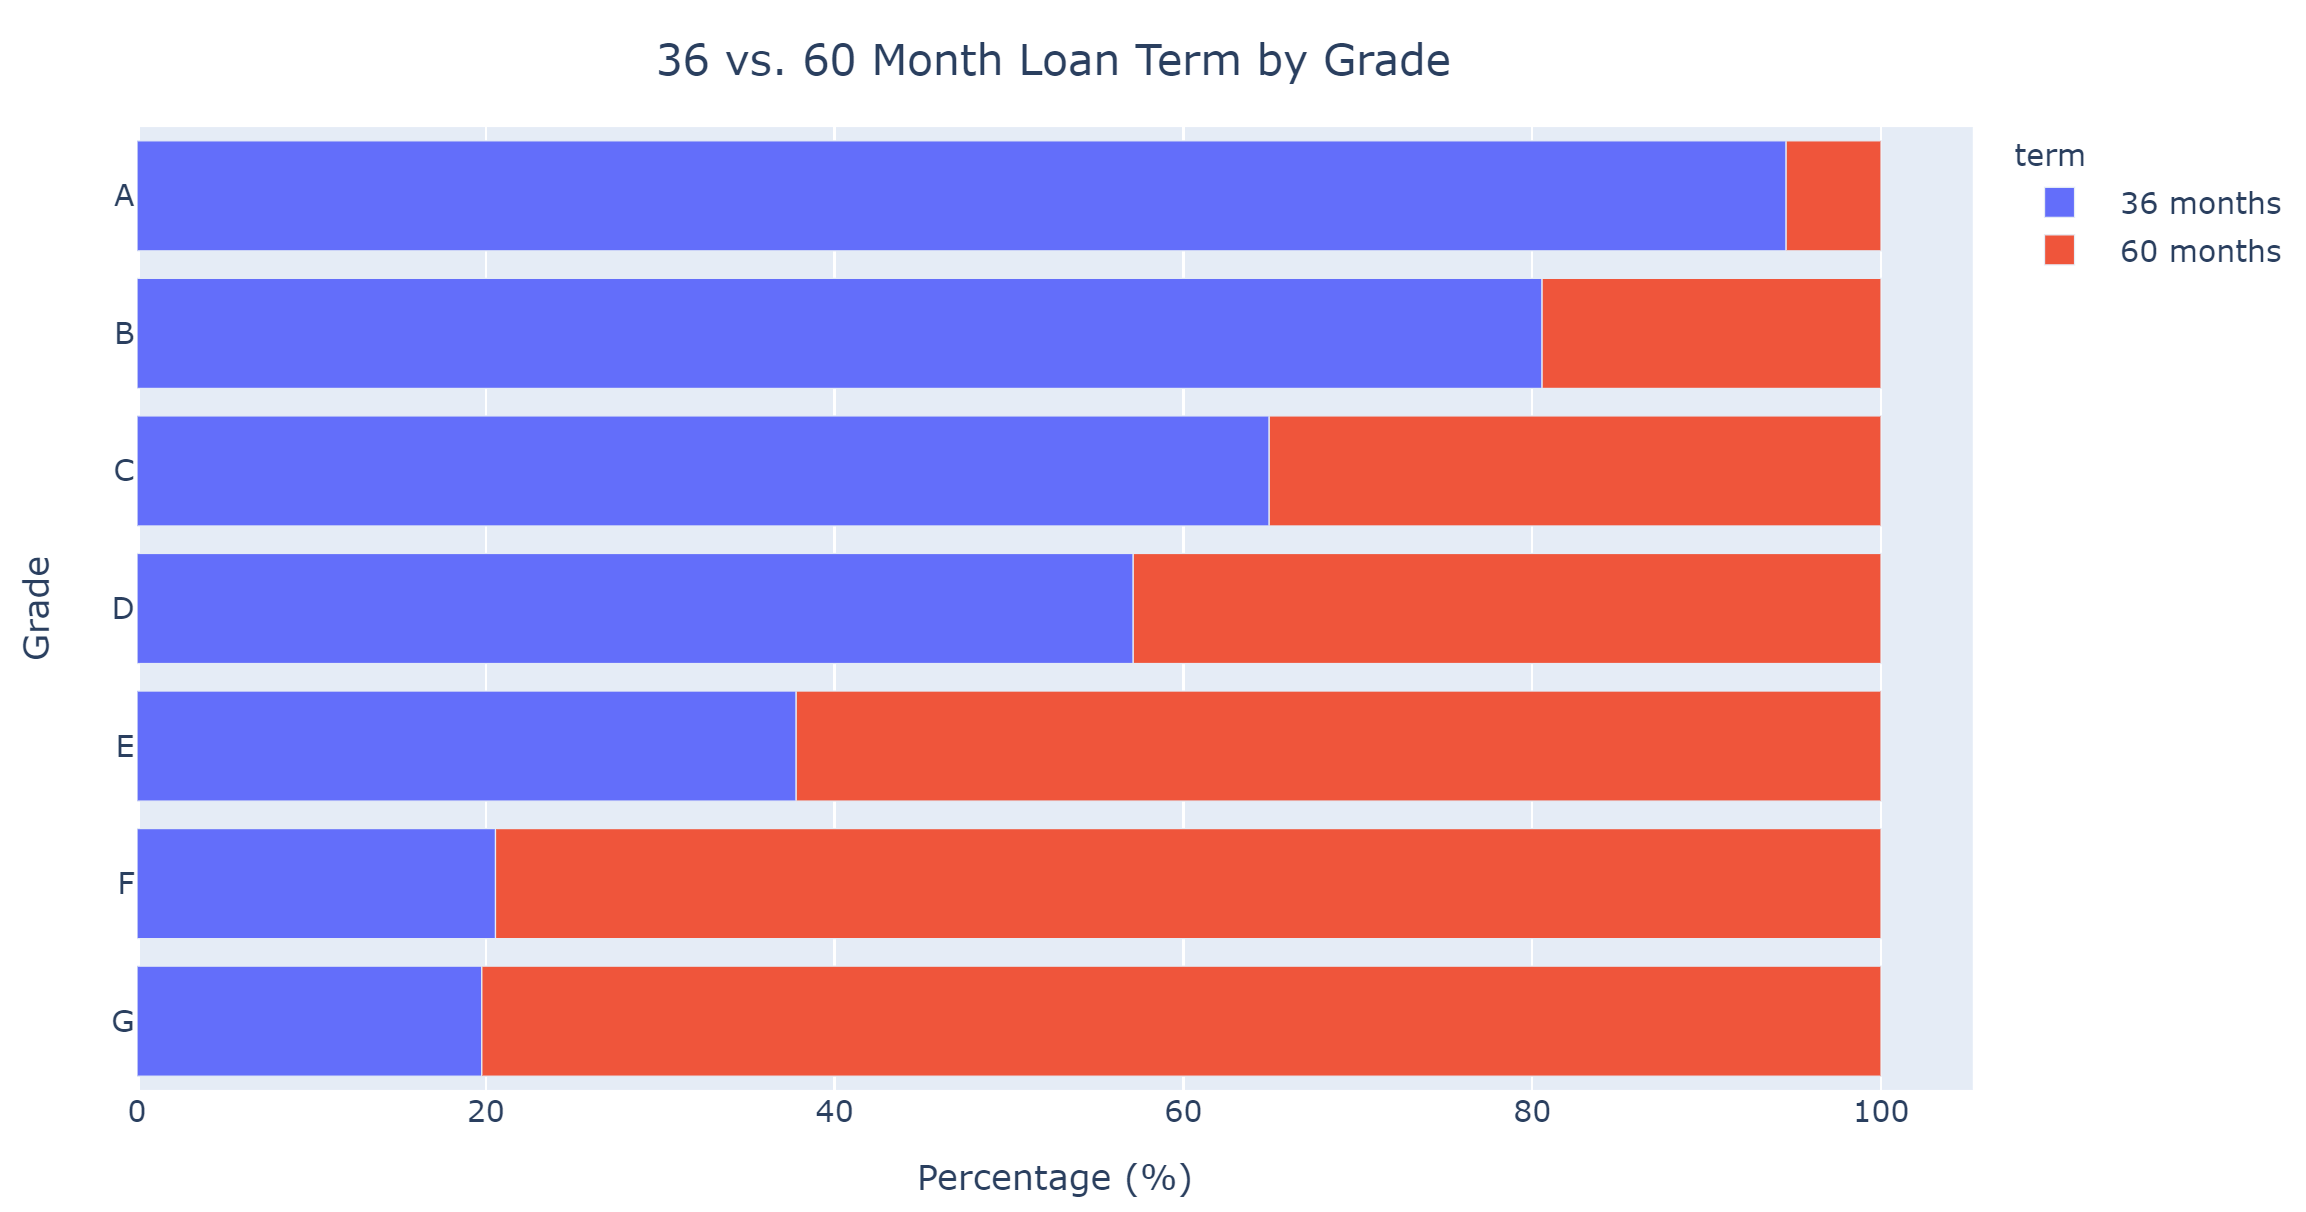 36 vs. 60 Month Loan Term by Grade
term
36 months
60 months
Grade
A
B
C
D
E
F
G
0 20 40 60 80 100
Percentage (%)